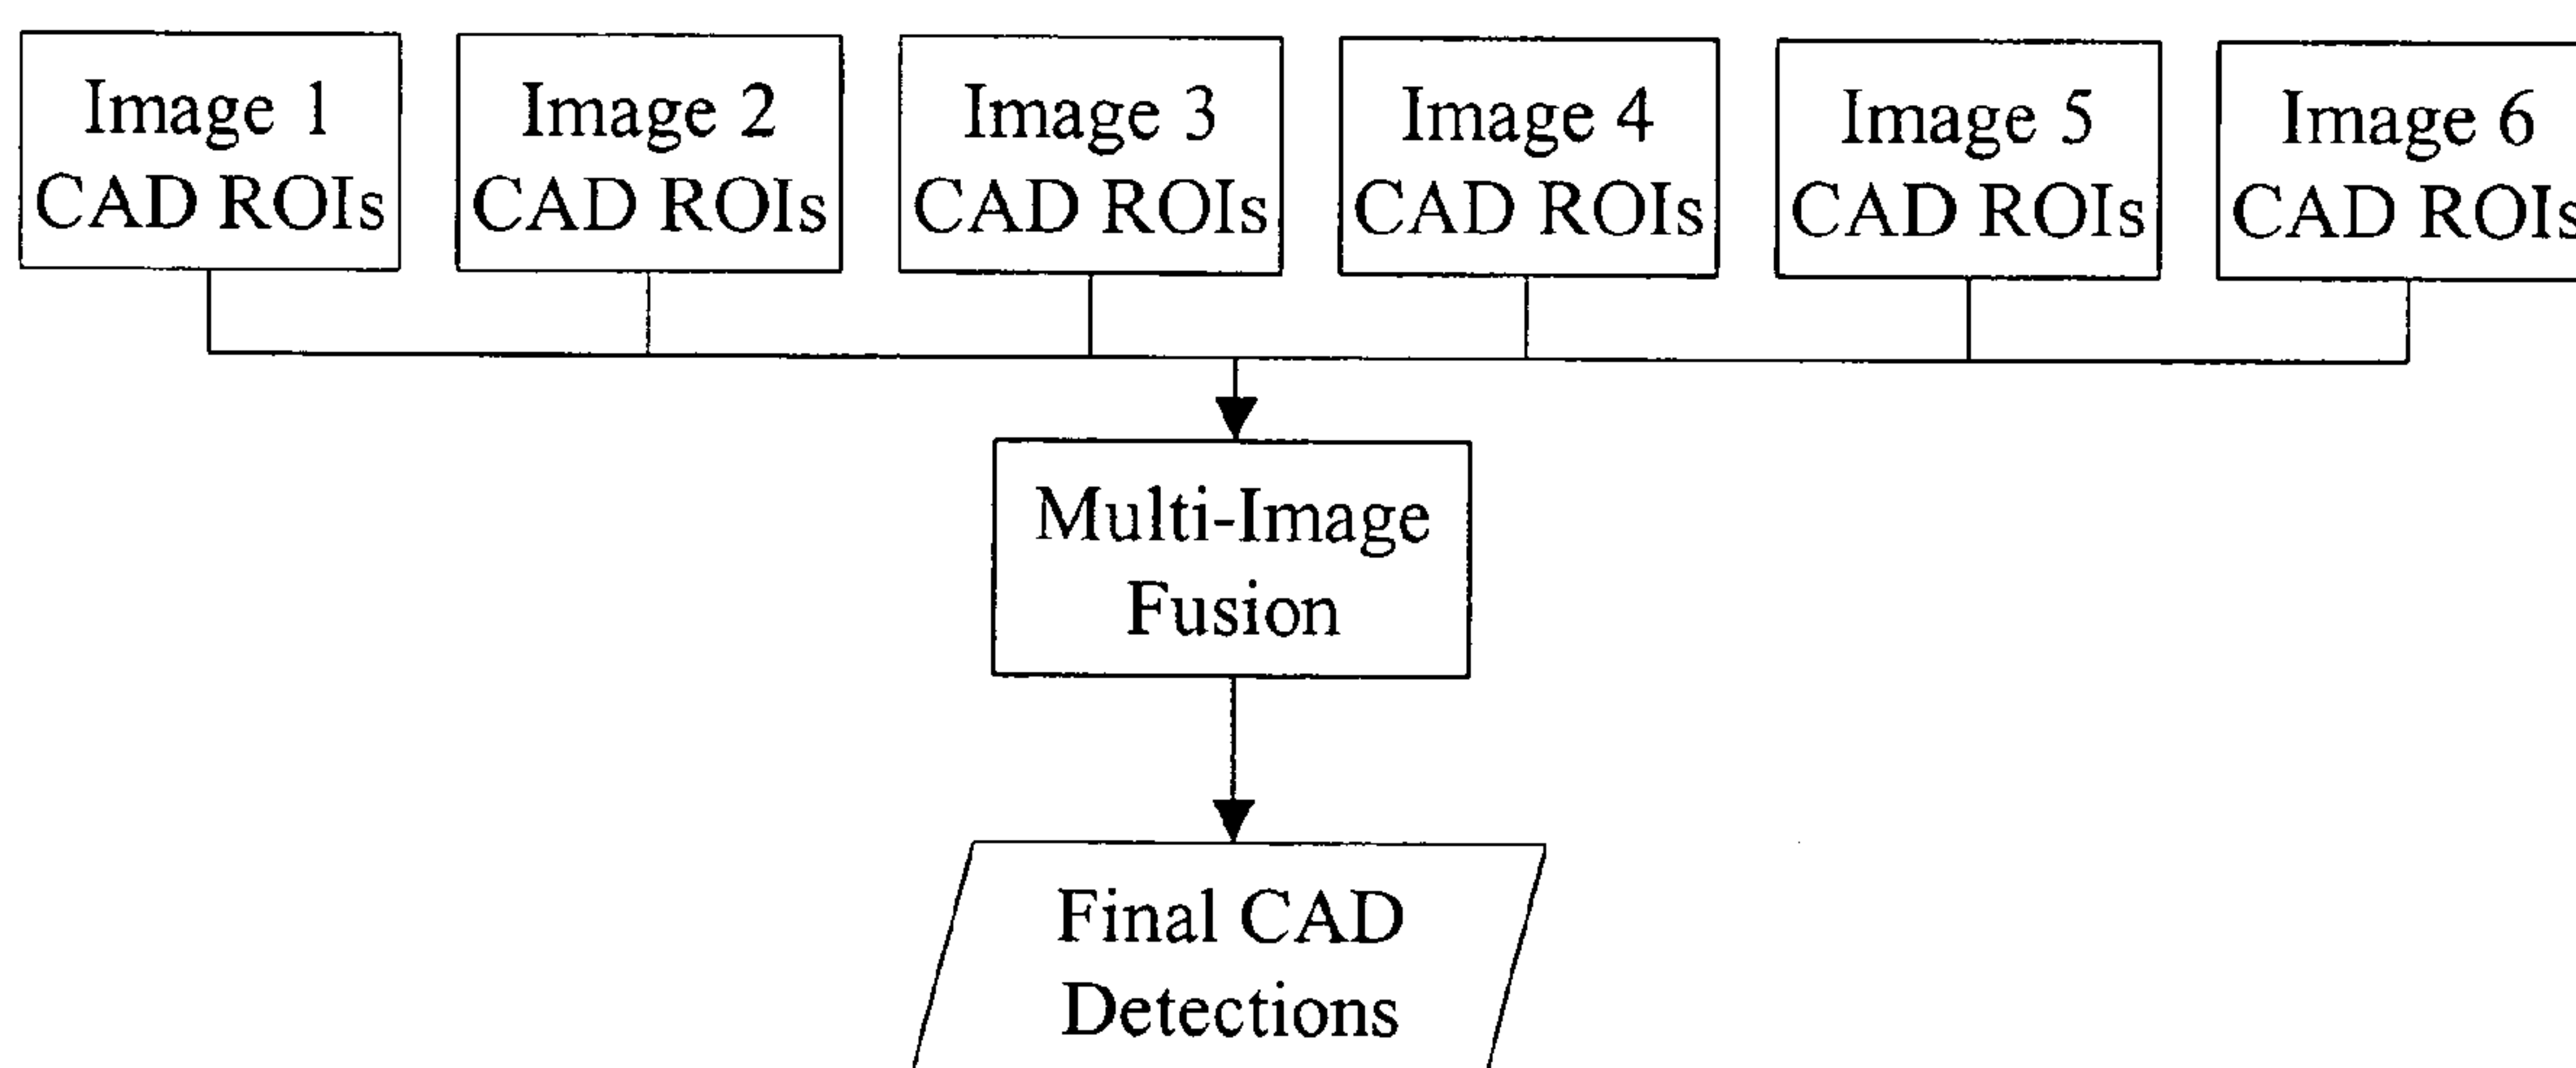 Image 1
CAD ROIs
Image 2
CAD ROIs
Image 3
CAD ROIs
Image 4
CAD ROIs
Image 5
CAD ROIs
Image 6
CAD ROIs
Multi-Image
Fusion
Final CAD
Detections